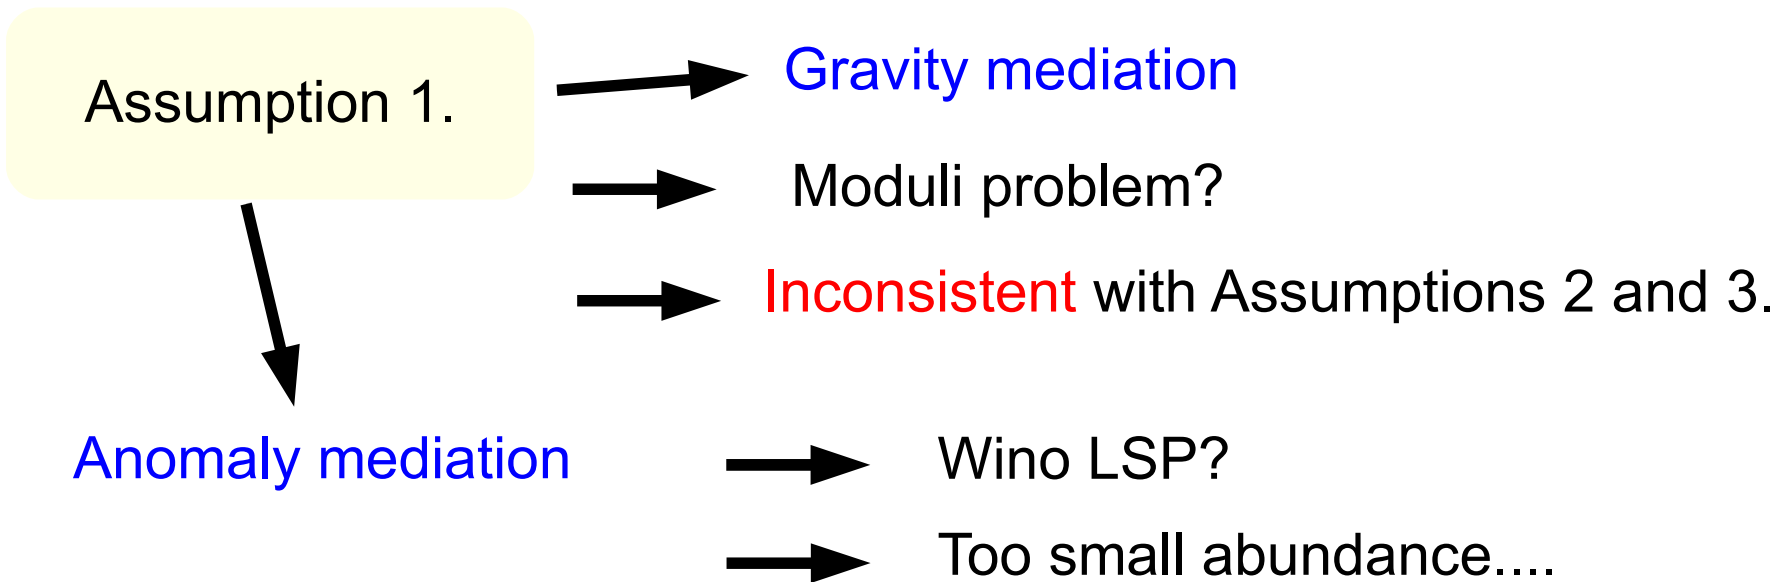 Assumption 1.
Gravity mediation
Moduli problem?
Inconsistent with Assumptions 2 and 3.
Anomaly mediation
Wino LSP?
Too small abundance....